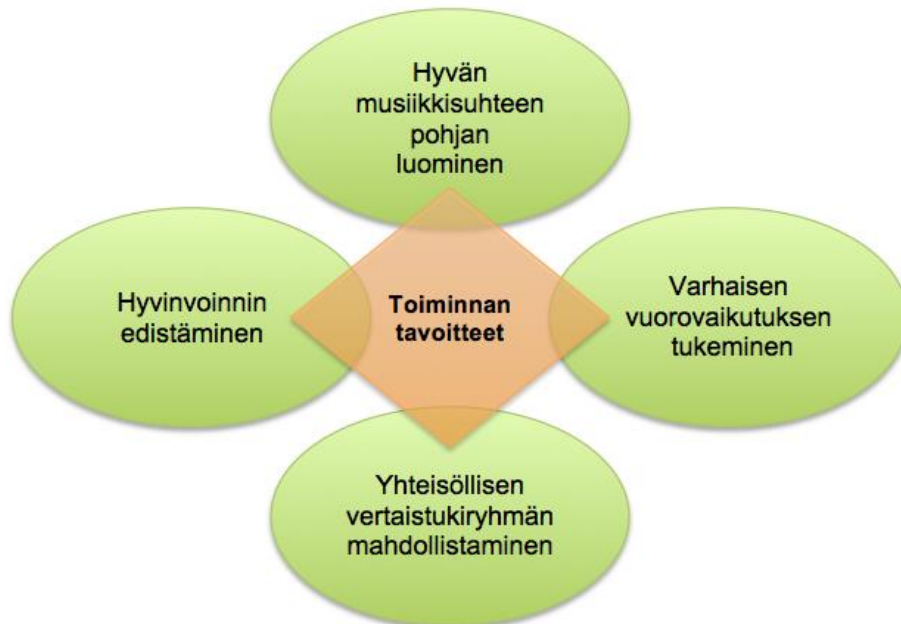 Hyvän
musiikkisuhteen
pohjan
luominen
Hyvinvoinnin
edistäminen
Toiminnan
tavoitteet
Varhaisen
vuorovaikutuksen
tukeminen
Yhteisöllisen
vertaistukiryhmän
mahdollistaminen